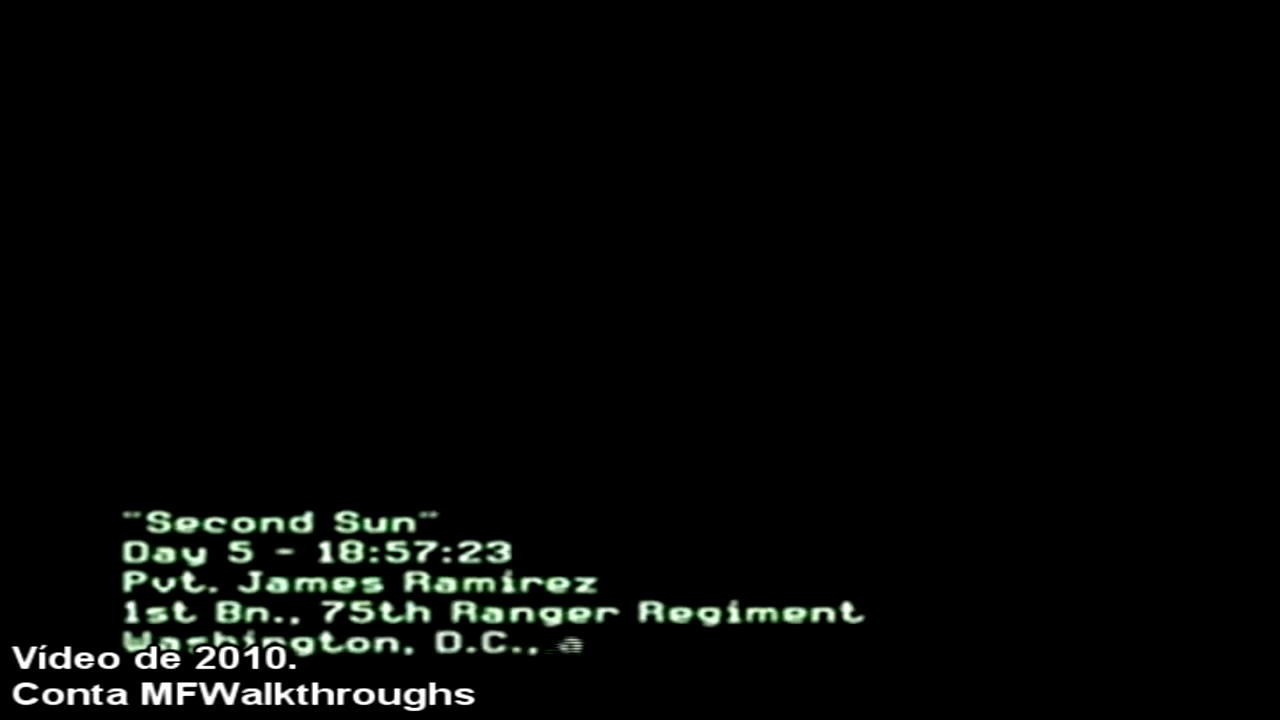 "Second Sun"
Day 5 - 18:57:23
Pvt. James Ramirez
1st Bn., 75th Ranger Regiment
Washington, D.C.,
Vídeo de 2010.
Conta MFWalkthroughs